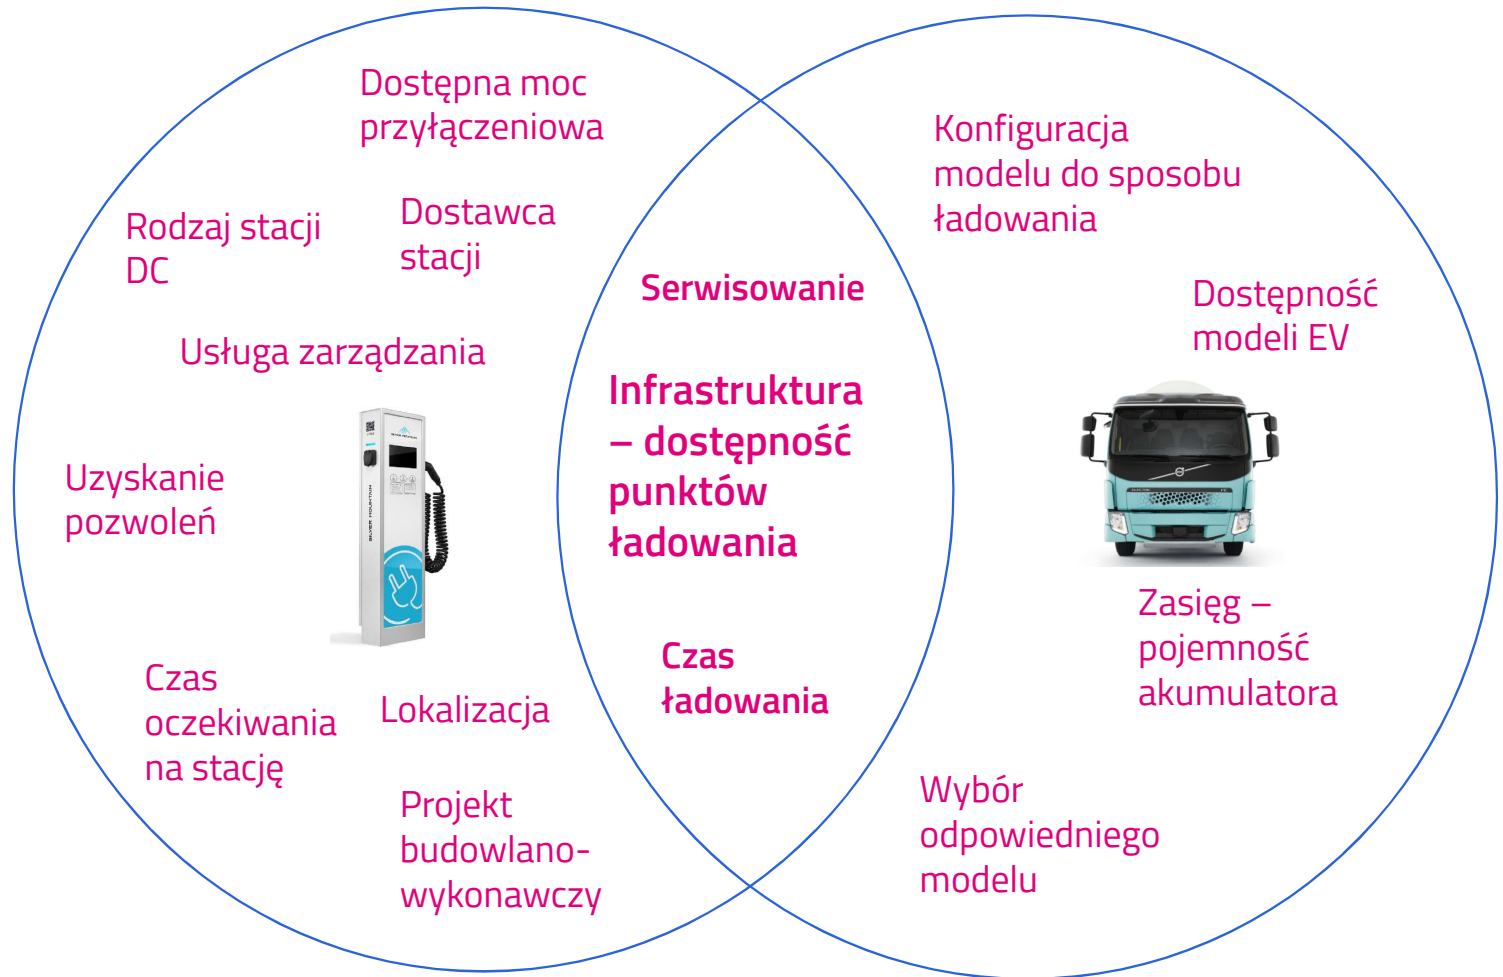 Dostępna moc
przyłączeniowa
Rodzaj stacji
DC
Dostawca
stacji
Usługa zarządzania
Uzyskanie
pozwoleń
SILVER MOUNTAIN
Czas
oczekiwania
na stację
Lokalizacja
Projekt
budowlano-
wykonawczy
Serwisowanie
Infrastruktura
– dostępność
punktów
ładowania
Czas
ładowania
Konfiguracja
modelu do sposobu
ładowania
Dostępność
modeli EV
Zasięg –
pojemność
akumulatora
Wybór
odpowiedniego
modelu